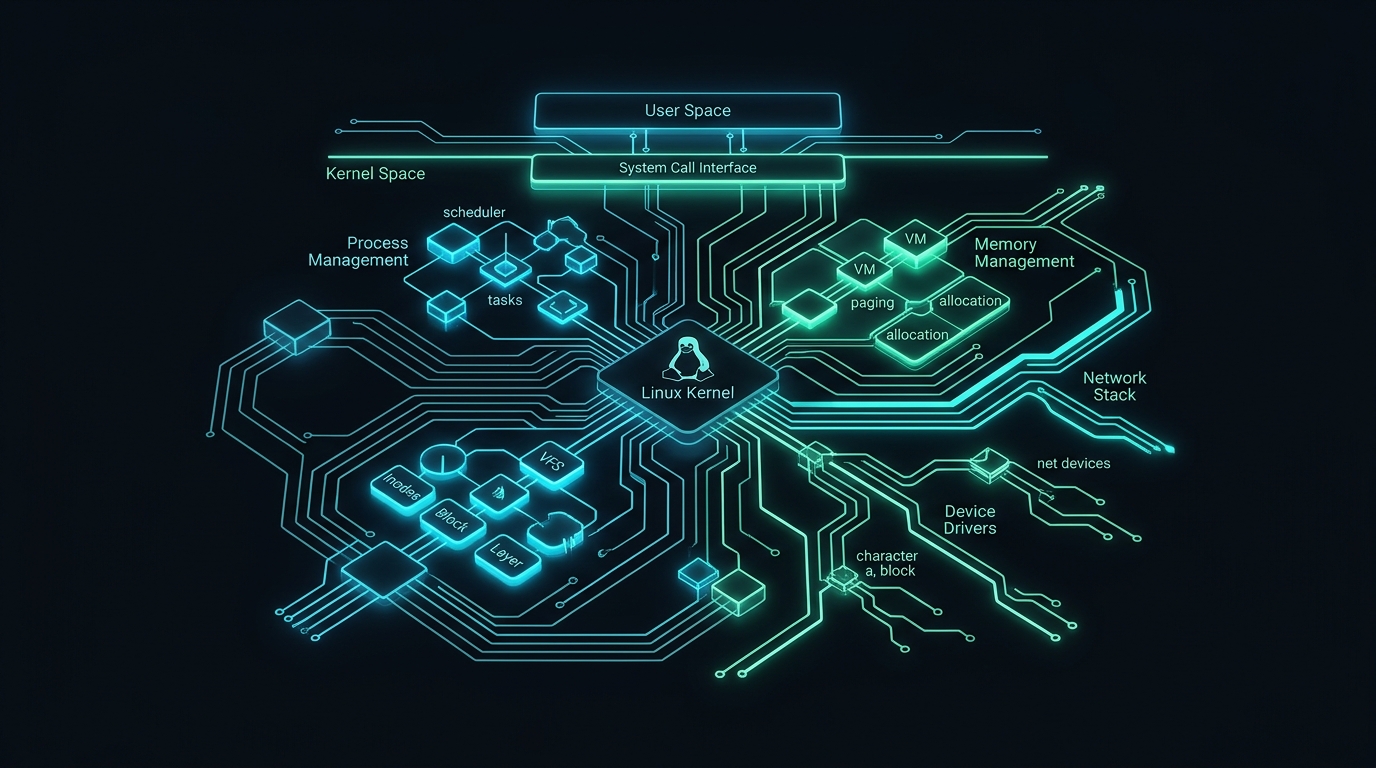 User Space
System Call Interface
Kernel Space
scheduler
Process
Management
tasks
VM
VM
Memory
Management
paging
allocation
allocation
Linux Kernel
Network
Stack
VFS
Inodes
Block
Layer
net devices
Device
Drivers
character
a, block